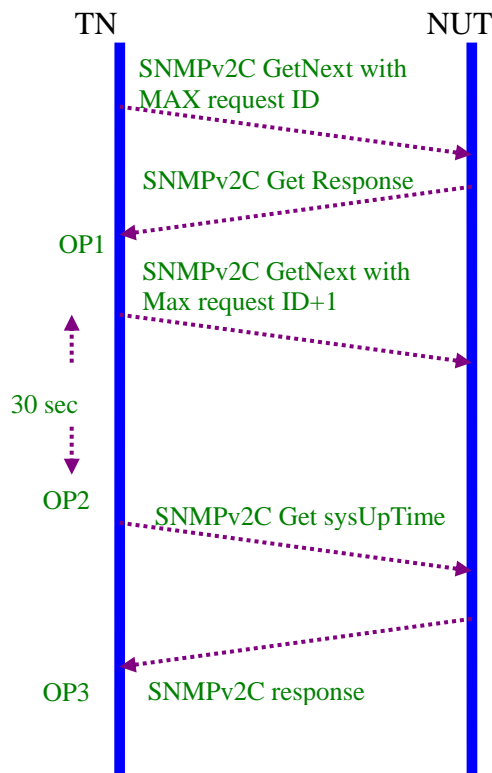 TN
NUT
SNMPv2C GetNext with
MAX request ID
SNMPv2C Get Response
OP1
SNMPv2C GetNext with
Max request ID+1
30 sec
OP2
SNMPv2C Get sysUpTime
OP3
SNMPv2C response